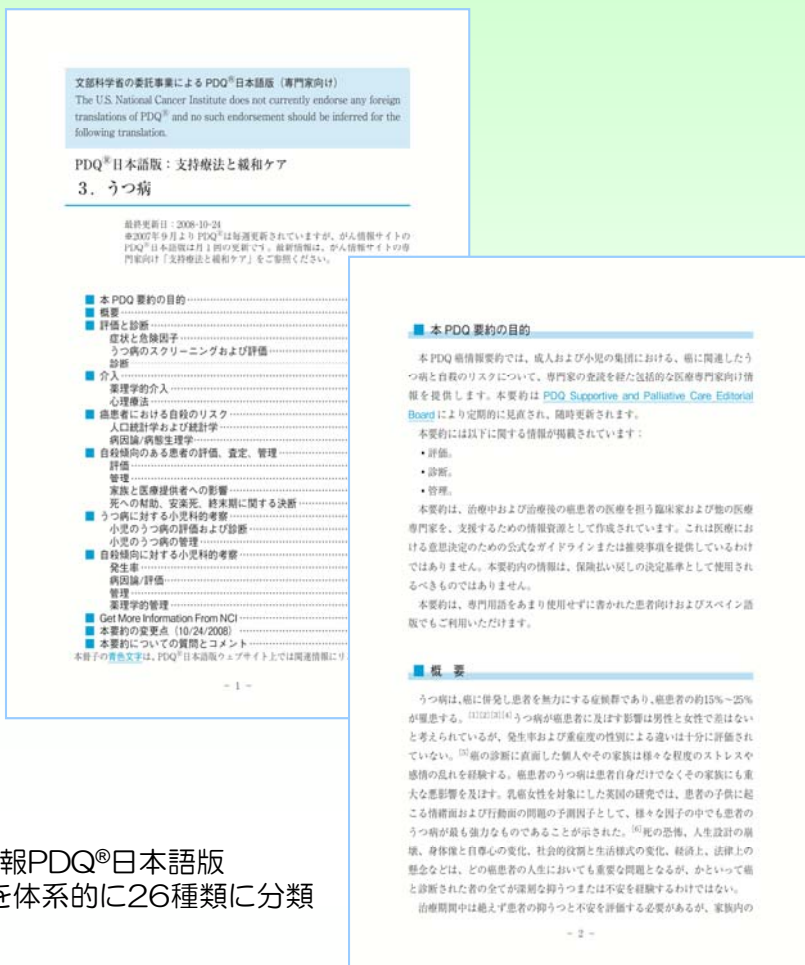 文部科学省の委託事業による PDQ®日本語版（専門家向け）
The U.S. National Cancer Institute does not currently endorse any foreign
translations of PDQ® and no such endorsement should be inferred for the
following translation.
PDQ®日本語版：支持療法と緩和ケア
3．うつ病
最終更新日：2008-10-24
※2007年9月より PDQ®は毎週更新されていますが、がん情報サイトの
PDQ®日本語版は月1回の更新です。最新情報は、がん情報サイトの専
門家向け「支持療法と緩和ケア」をご参照ください。
■ 本 PDQ 要約の目的
■ 概要
■ 評価と診断
症状と危険因子
うつ病のスクリーニングおよび評価
診断
■ 介入
薬理学的介入
心理療法
■ 癌患者における自殺のリスク
人口統計学および統計学
病因論/病態生理学
■ 自殺傾向のある患者の評価、査定、管理
評価
管理
家族と医療提供者への影響
死への幇助、安楽死、終末期に関する決断
■ うつ病に対する小児科的考察
小児のうつ病の評価および診断
小児のうつ病の管理
■ 自殺傾向に対する小児科的考察
発生率
病因論/評価
管理
薬理学的管理
■ Get More Information From NCI
■ 本要約の変更点（10/24/2008）
■ 本要約についての質問とコメント
本冊子の青色文字は、PDQ®日本語版ウェブサイト上では関連情報にリ
- 1 -
■ 本 PDQ 要約の目的
本 PDQ 癌情報要約では、成人および小児の集団における、癌に関連したう
つ病と自殺のリスクについて、専門家の査読を経た包括的な医療専門家向け情
報を提供します。本要約は PDQ Supportive and Palliative Care Editorial
Board により定期的に見直され、随時更新されます。
本要約には以下に関する情報が掲載されています：
・評価。
・診断。
・管理。
本要約は、治療中および治療後の癌患者の医療を担う臨床家および他の医療
専門家を、支援するための情報資源として作成されています。これは医療にお
ける意思決定のための公式なガイドラインまたは推奨事項を提供しているわけ
ではありません。本要約内の情報は、保険払い戻しの決定基準として使用され
るべきものではありません。
本要約は、専門用語をあまり使用せずに書かれた患者向けおよびスペイン語
版でもご利用いただけます。
■ 概 要
うつ病は、癌に併発し患者を無力にする症候群であり、癌患者の約15%～25%
が罹患する。[1][2][3][4]うつ病が癌患者に及ぼす影響は男性と女性で差はない
と考えられているが、発生率および重症度の性別による違いは十分に評価され
ていない。[5]癌の診断に直面した個人やその家族は様々な程度のストレスや
感情の乱れを経験する。癌患者のうつ病は患者自身だけでなくその家族にも重
大な悪影響を及ぼす。乳癌女性を対象にした英国の研究では、患者の子供に起
こる情緒面および行動面の問題の予測因子として、様々な因子の中でも患者の
うつ病が最も強力なものであることが示された。[6]死の恐怖、人生設計の崩
壊、身体像と自尊心の変化、社会的役割と生活様式の変化、経済上、法律上の
懸念などは、どの癌患者の人生においても重要な問題となるが、かといって癌
と診断された者の全てが深刻な抑うつまたは不安を経験するわけではない。
治療期間中は絶えず患者の抑うつと不安を評価する必要があるが、家族内の
- 2 -
報PDQ®日本語版
を体系的に26種類に分類